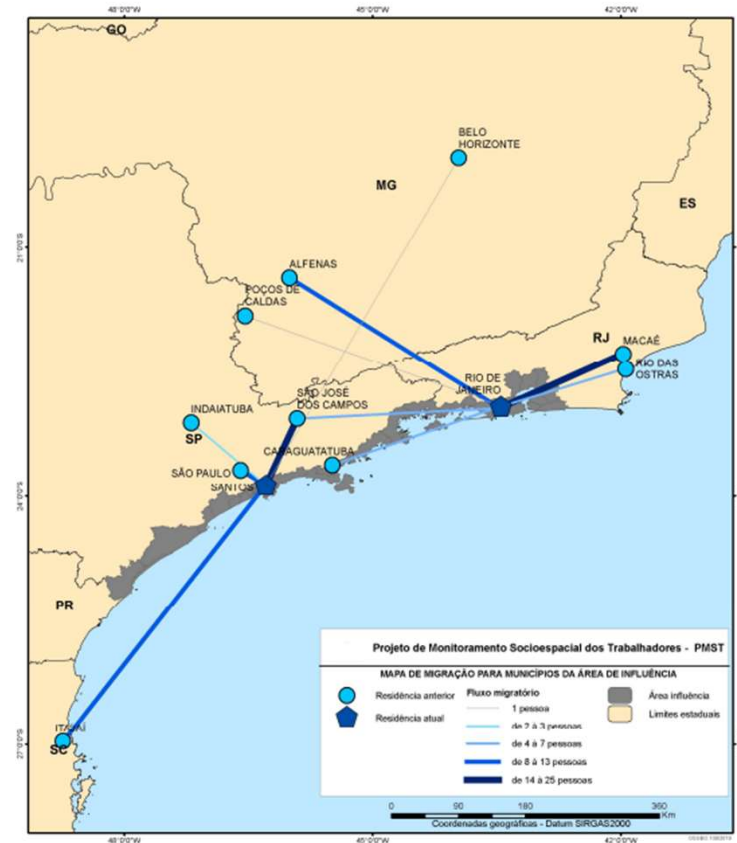 48°0'0"W 45°0'0"W 42°0'0"W
GO
BELO
HORIZONTE
MG
ES
21°0'0"S
ALFENAS
POÇOS DE
CALDAS
RJ
MACAÉ
RIO DAS
OSTRAS
RIO DE
JANEIRO
SÃO JOSÉ
DOS CAMPOS
INDAIATUBA
SP
CARAGUATATUBA
SÃO PAULO
SANTOS
24°0'0"S
PR
ITAJAÍ
SC
27°0'0"S
Projeto de Monitoramento Socioespacial dos Trabalhadores - PMST
MAPA DE MIGRAÇÃO PARA MUNICÍPIOS DA ÁREA DE INFLUÊNCIA
Residência anterior
Residência atual
Fluxo migratório
1 pessoa
de 2 à 3 pessoas
de 4 à 7 pessoas
de 8 à 13 pessoas
de 14 à 25 pessoas
Área influência
Limites estaduais
0 90 180 360
Km
Coordenadas geográficas - Datum SIRGAS2000
48°0'0"W 45°0'0"W 42°0'0"W